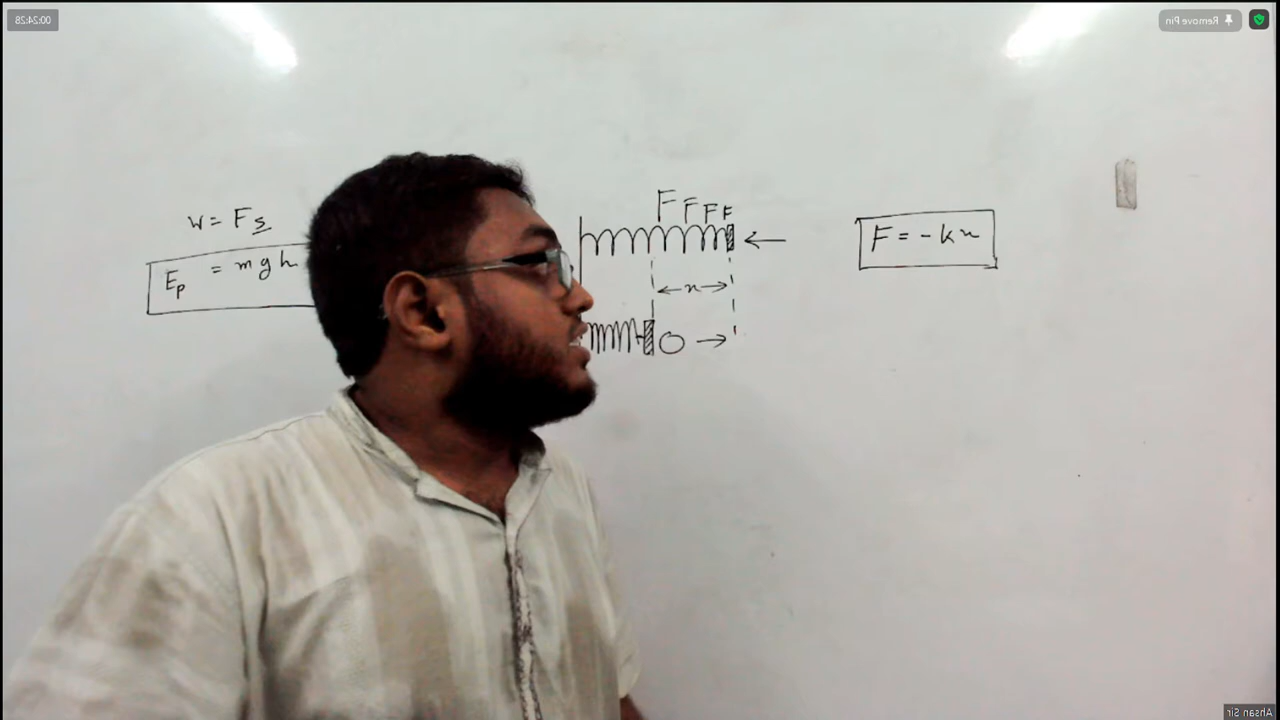 00:24:28
Remove Pin
W = Fs
Ep = mgh
F F F F
x
O
F = -kx
Ahsan Sir